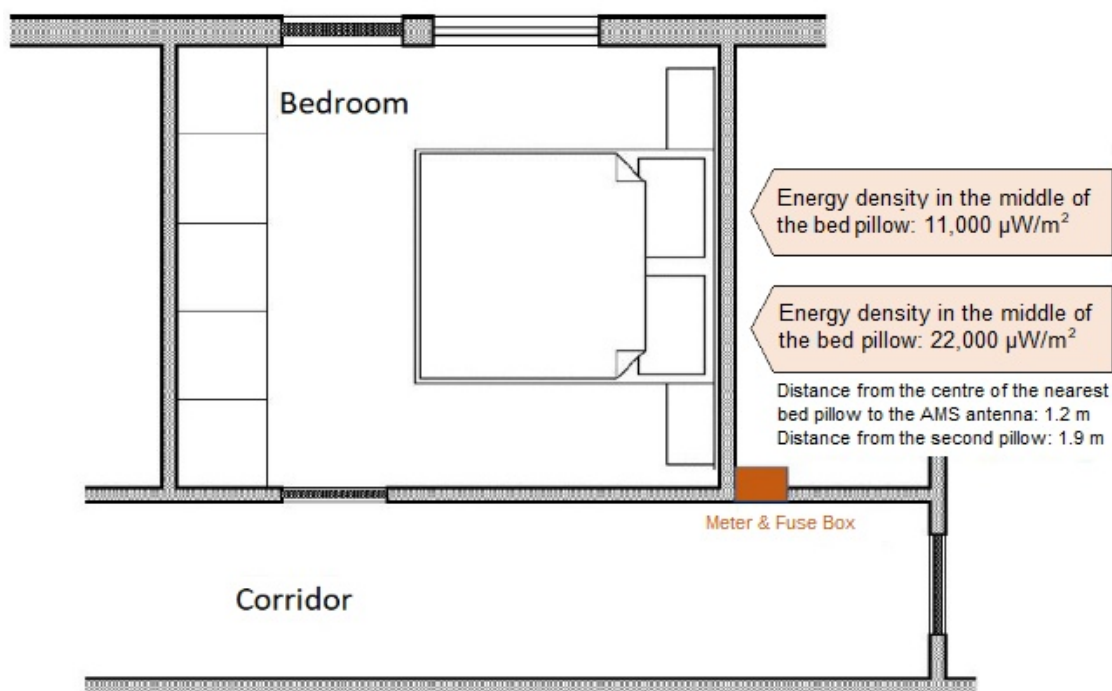 Bedroom
Energy density in the middle of
the bed pillow: 11,000 µW/m²
Energy density in the middle of
the bed pillow: 22,000 µW/m²
Distance from the centre of the nearest
bed pillow to the AMS antenna: 1.2 m
Distance from the second pillow: 1.9 m
Meter & Fuse Box
Corridor